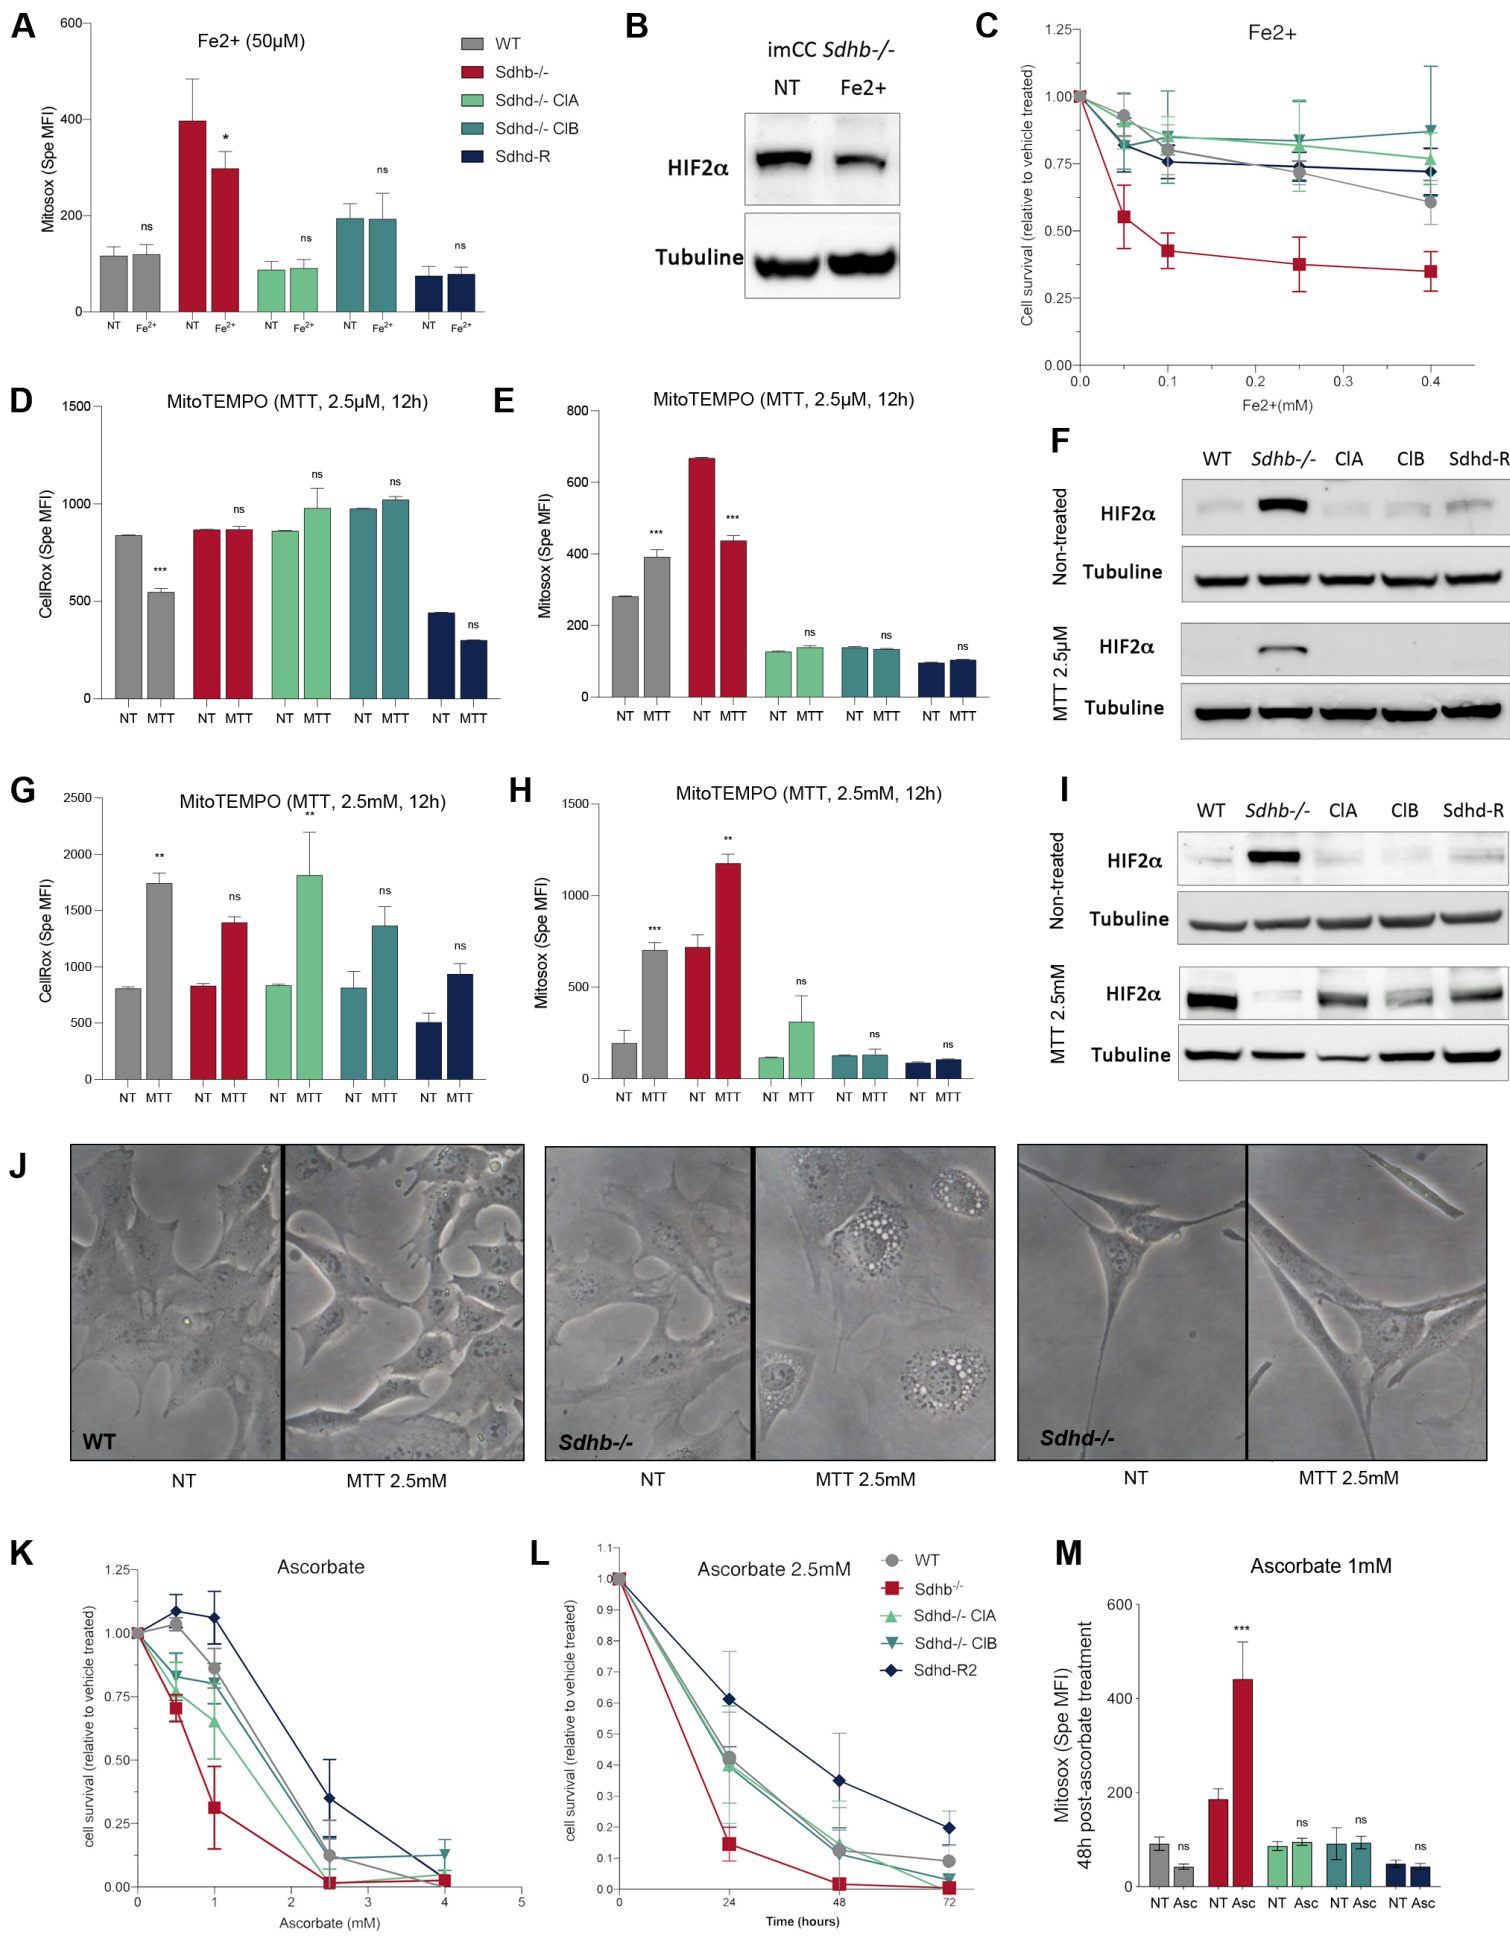 A
Fe2+ (50µM)
Mitosox (Spe MFI)
600
400
200
0
*
ns
ns
ns
ns
NT
Fe²⁺
NT
Fe²⁺
NT
Fe²⁺
NT
Fe²⁺
NT
Fe²⁺
WT
Sdhb-/-
Sdhd-/- ClA
Sdhd-/- ClB
Sdhd-R
B
imCC Sdhb-/-
NT Fe2+
HIF2α
Tubuline
C
Fe2+
Cell survival (relative to vehicle treated)
1.25
1.00
0.75
0.50
0.25
0.00
0.0 0.1 0.2 0.3 0.4
Fe2+(mM)
D
MitoTEMPO (MTT, 2.5µM, 12h)
CellRox (Spe MFI)
1500
1000
500
0
***
ns
ns
ns
ns
NT MTT NT MTT NT MTT NT MTT NT MTT
E
MitoTEMPO (MTT, 2.5µM, 12h)
Mitosox (Spe MFI)
800
600
400
200
0
***
***
ns
ns
ns
NT MTT NT MTT NT MTT NT MTT NT MTT
F
WT Sdhb-/- ClA ClB Sdhd-R
Non-treated
HIF2α
Tubuline
MTT 2.5µM
HIF2α
Tubuline
G
MitoTEMPO (MTT, 2.5mM, 12h)
CellRox (Spe MFI)
2500
2000
1500
1000
500
0
**
ns
**
ns
ns
NT MTT NT MTT NT MTT NT MTT NT MTT
H
MitoTEMPO (MTT, 2.5mM, 12h)
Mitosox (Spe MFI)
1500
1000
500
0
***
**
ns
ns
ns
NT MTT NT MTT NT MTT NT MTT NT MTT
I
WT Sdhb-/- ClA ClB Sdhd-R
Non-treated
HIF2α
Tubuline
MTT 2.5mM
HIF2α
Tubuline
J
WT
NT MTT 2.5mM
Sdhb-/-
NT MTT 2.5mM
Sdhd-/-
NT MTT 2.5mM
K
Ascorbate
cell survival (relative to vehicle treated)
1.25
1.00
0.75
0.50
0.25
0.00
0 1 2 3 4 5
Ascorbate (mM)
L
Ascorbate 2.5mM
cell survival (relative to vehicle treated)
1.1
1.0
0.9
0.8
0.7
0.6
0.5
0.4
0.3
0.2
0.1
0.0
0 24 48 72
Time (hours)
WT
Sdhb⁻/⁻
Sdhd-/- ClA
Sdhd-/- ClB
Sdhd-R2
M
Ascorbate 1mM
Mitosox (Spe MFI)
48h post-ascorbate treatment
600
400
200
0
ns
***
ns
ns
ns
NT Asc NT Asc NT Asc NT Asc NT Asc